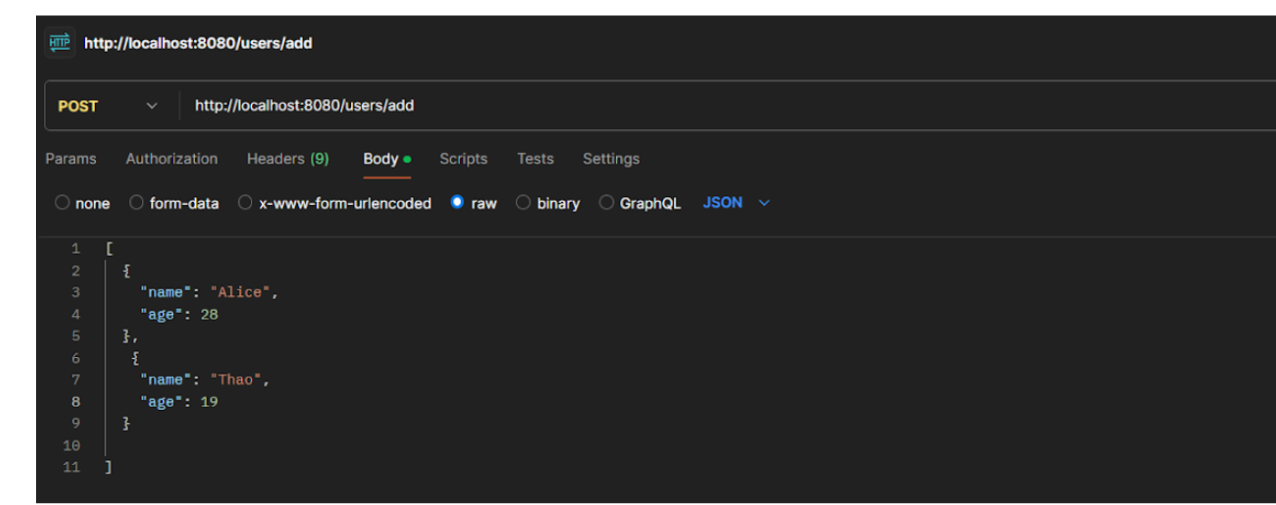 HTTP http://localhost:8080/users/add
POST http://localhost:8080/users/add
Params Authorization Headers (9) Body Scripts Tests Settings
none form-data x-www-form-urlencoded raw binary GraphQL JSON
1 [
2 {
3 "name": "Alice",
4 "age": 28
5 },
6 {
7 "name": "Thao",
8 "age": 19
9 }
10
11 ]